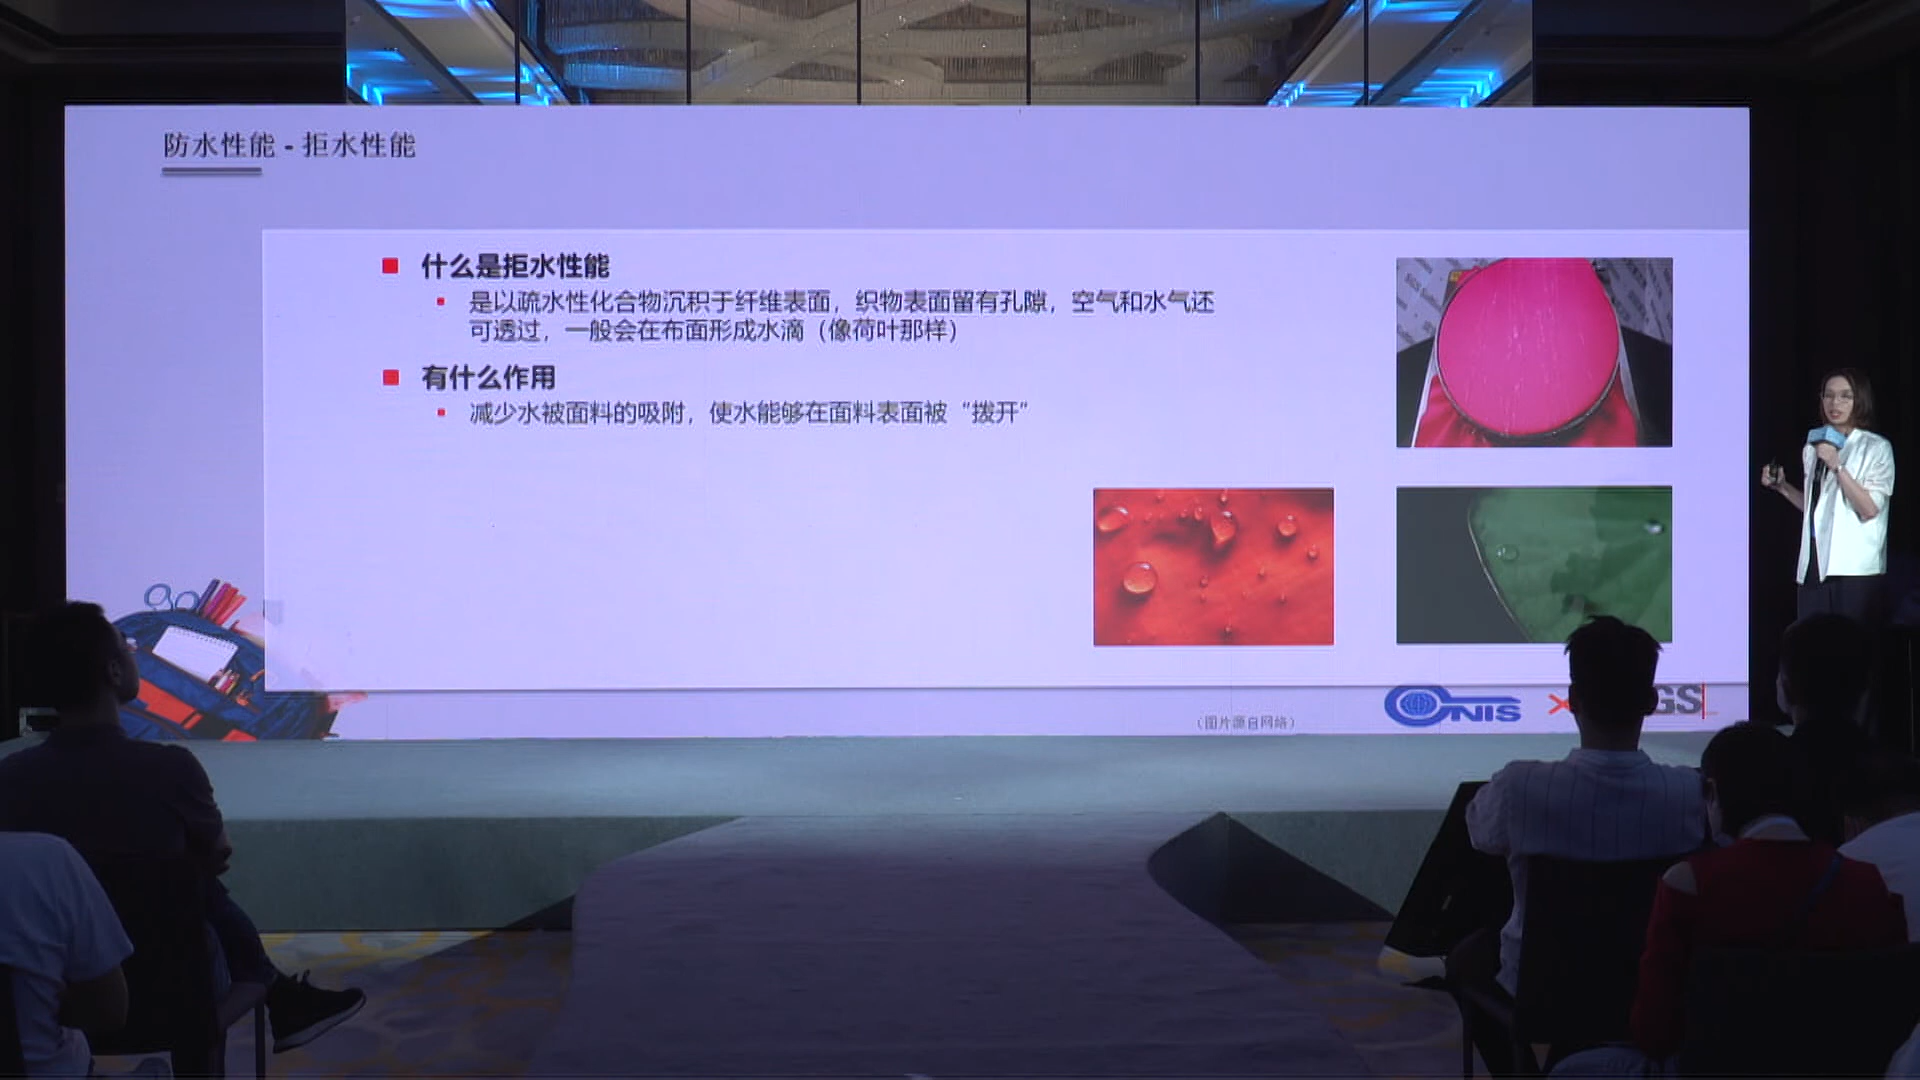 防水性能 - 拒水性能
什么是拒水性能
是以疏水性化合物沉积于纤维表面，织物表面留有孔隙，空气和水气还
可透过，一般会在布面形成水滴（像荷叶那样）
有什么作用
减少水被面料的吸附，使水能够在面料表面被“拨开”
（图片源自网络）
ONIS
GS